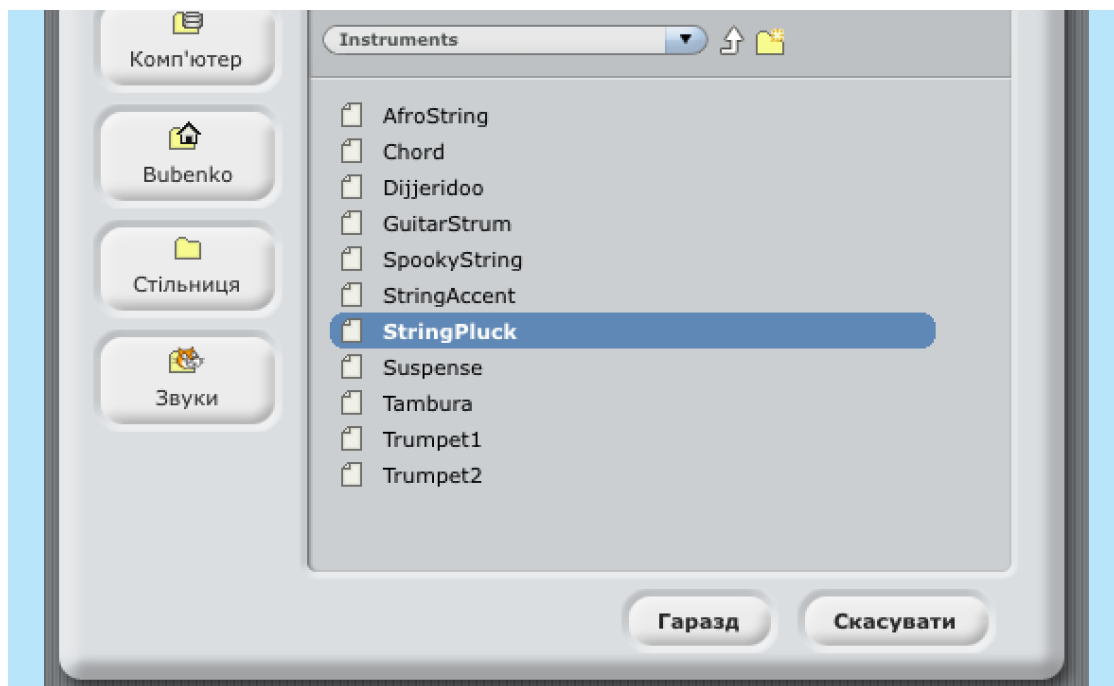 Комп'ютер
Bubenko
Стільниця
Звуки
Instruments
AfroString
Chord
Dijjeridoo
GuitarStrum
SpookyString
StringAccent
StringPluck
Suspense
Tambura
Trumpet1
Trumpet2
Гаразд
Скасувати